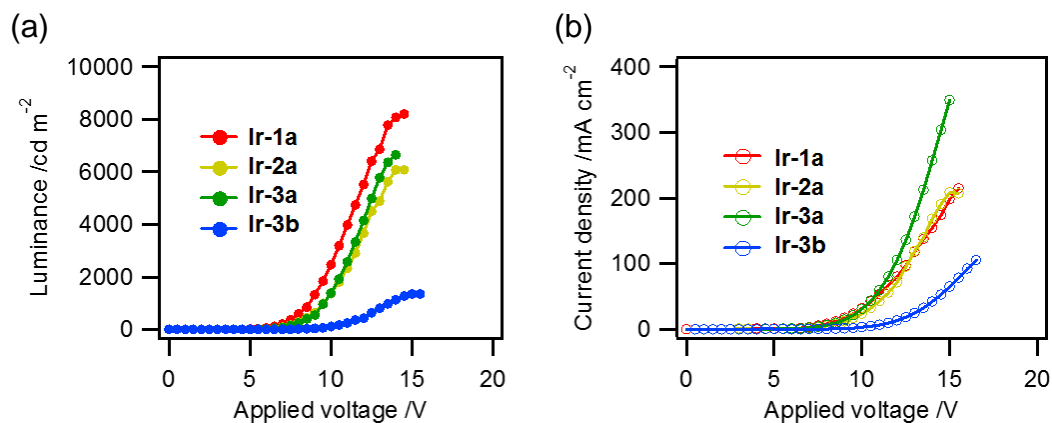 (a)
Luminance /cd m⁻²
10000
8000
6000
4000
2000
0
Ir-1a
Ir-2a
Ir-3a
Ir-3b
0
5
10
15
20
Applied voltage /V
(b)
Current density /mA cm⁻²
400
300
200
100
0
Ir-1a
Ir-2a
Ir-3a
Ir-3b
0
5
10
15
20
Applied voltage /V